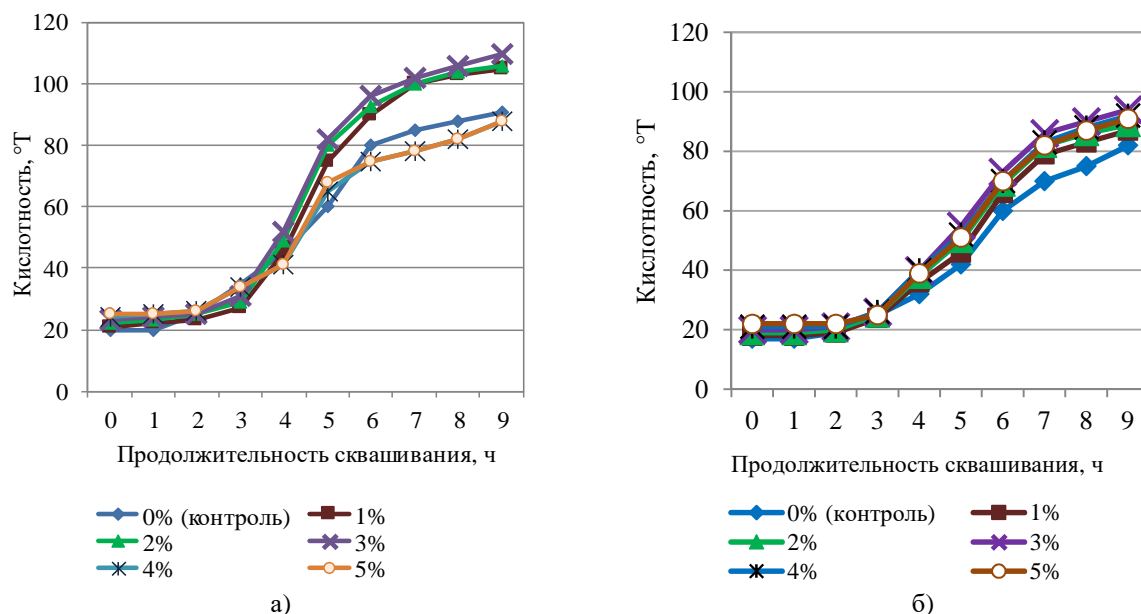 120
100
80
60
40
20
0
Кислотность, °Т
0 1 2 3 4 5 6 7 8 9
Продолжительность сквашивания, ч
0% (контроль) 1%
2% 3%
4% 5%
а)
120
100
80
60
40
20
0
Кислотность, °Т
0 1 2 3 4 5 6 7 8 9
Продолжительность сквашивания, ч
0% (контроль) 1%
2% 3%
4% 5%
б)